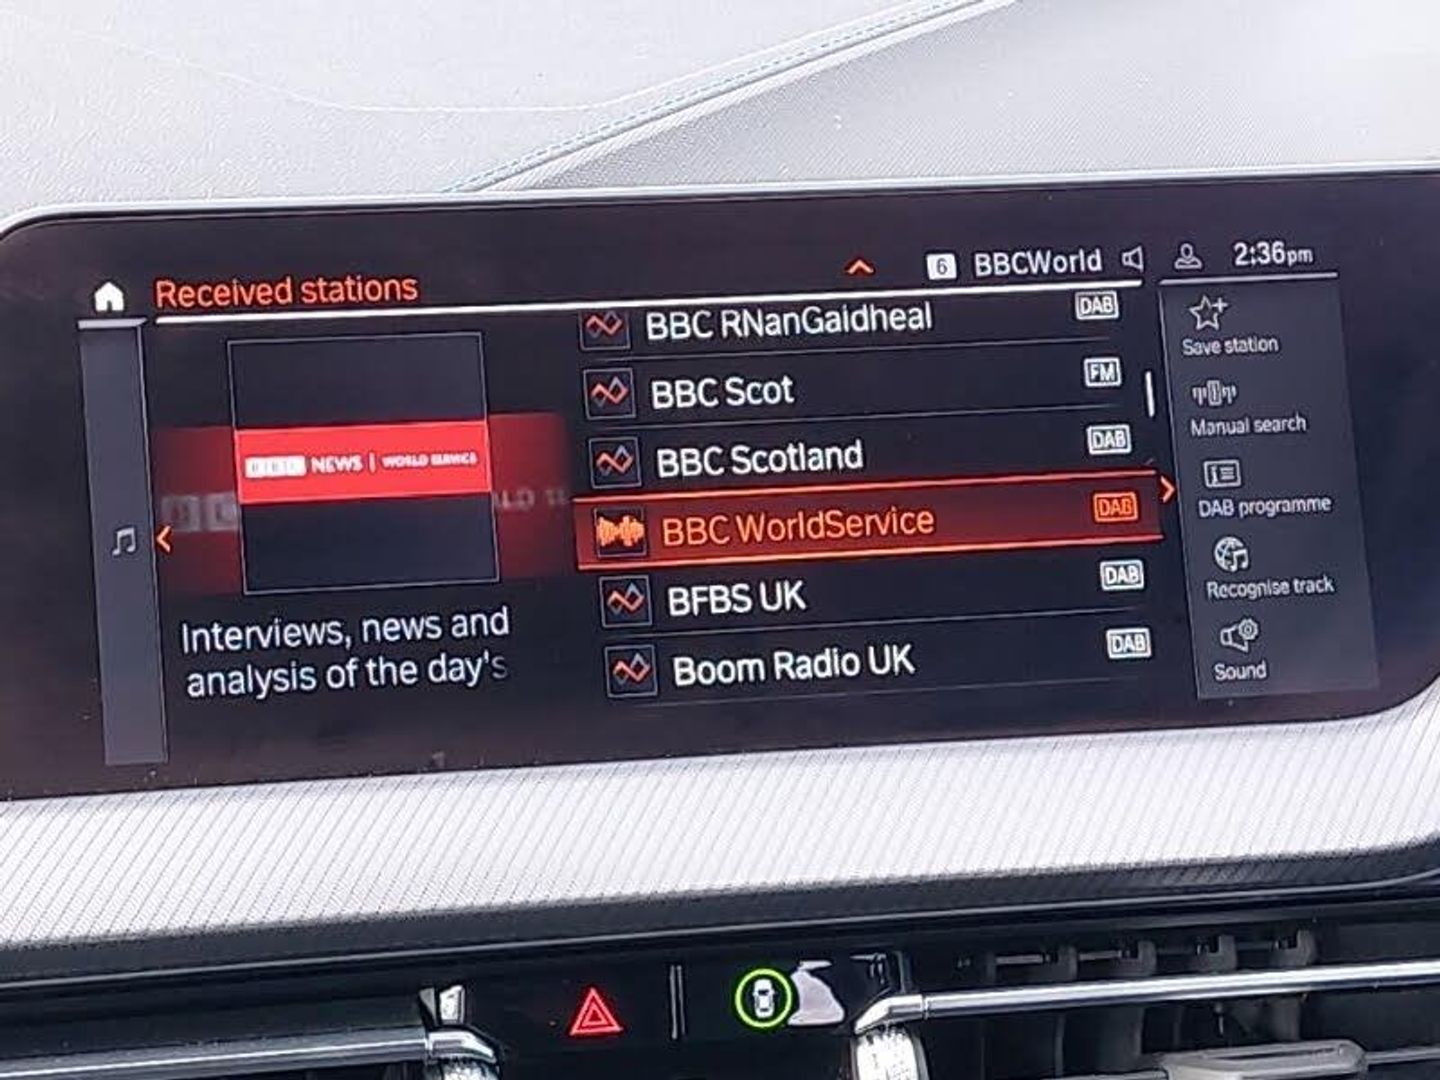 Received stations
6 BBCWorld
2:36pm
BBC NEWS | WORLD SERVICE
Interviews, news and
analysis of the day's
BBC RNanGaidheal DAB
BBC Scot FM
BBC Scotland DAB
BBC WorldService DAB
BFBS UK DAB
Boom Radio UK DAB
Save station
Manual search
DAB programme
Recognise track
Sound